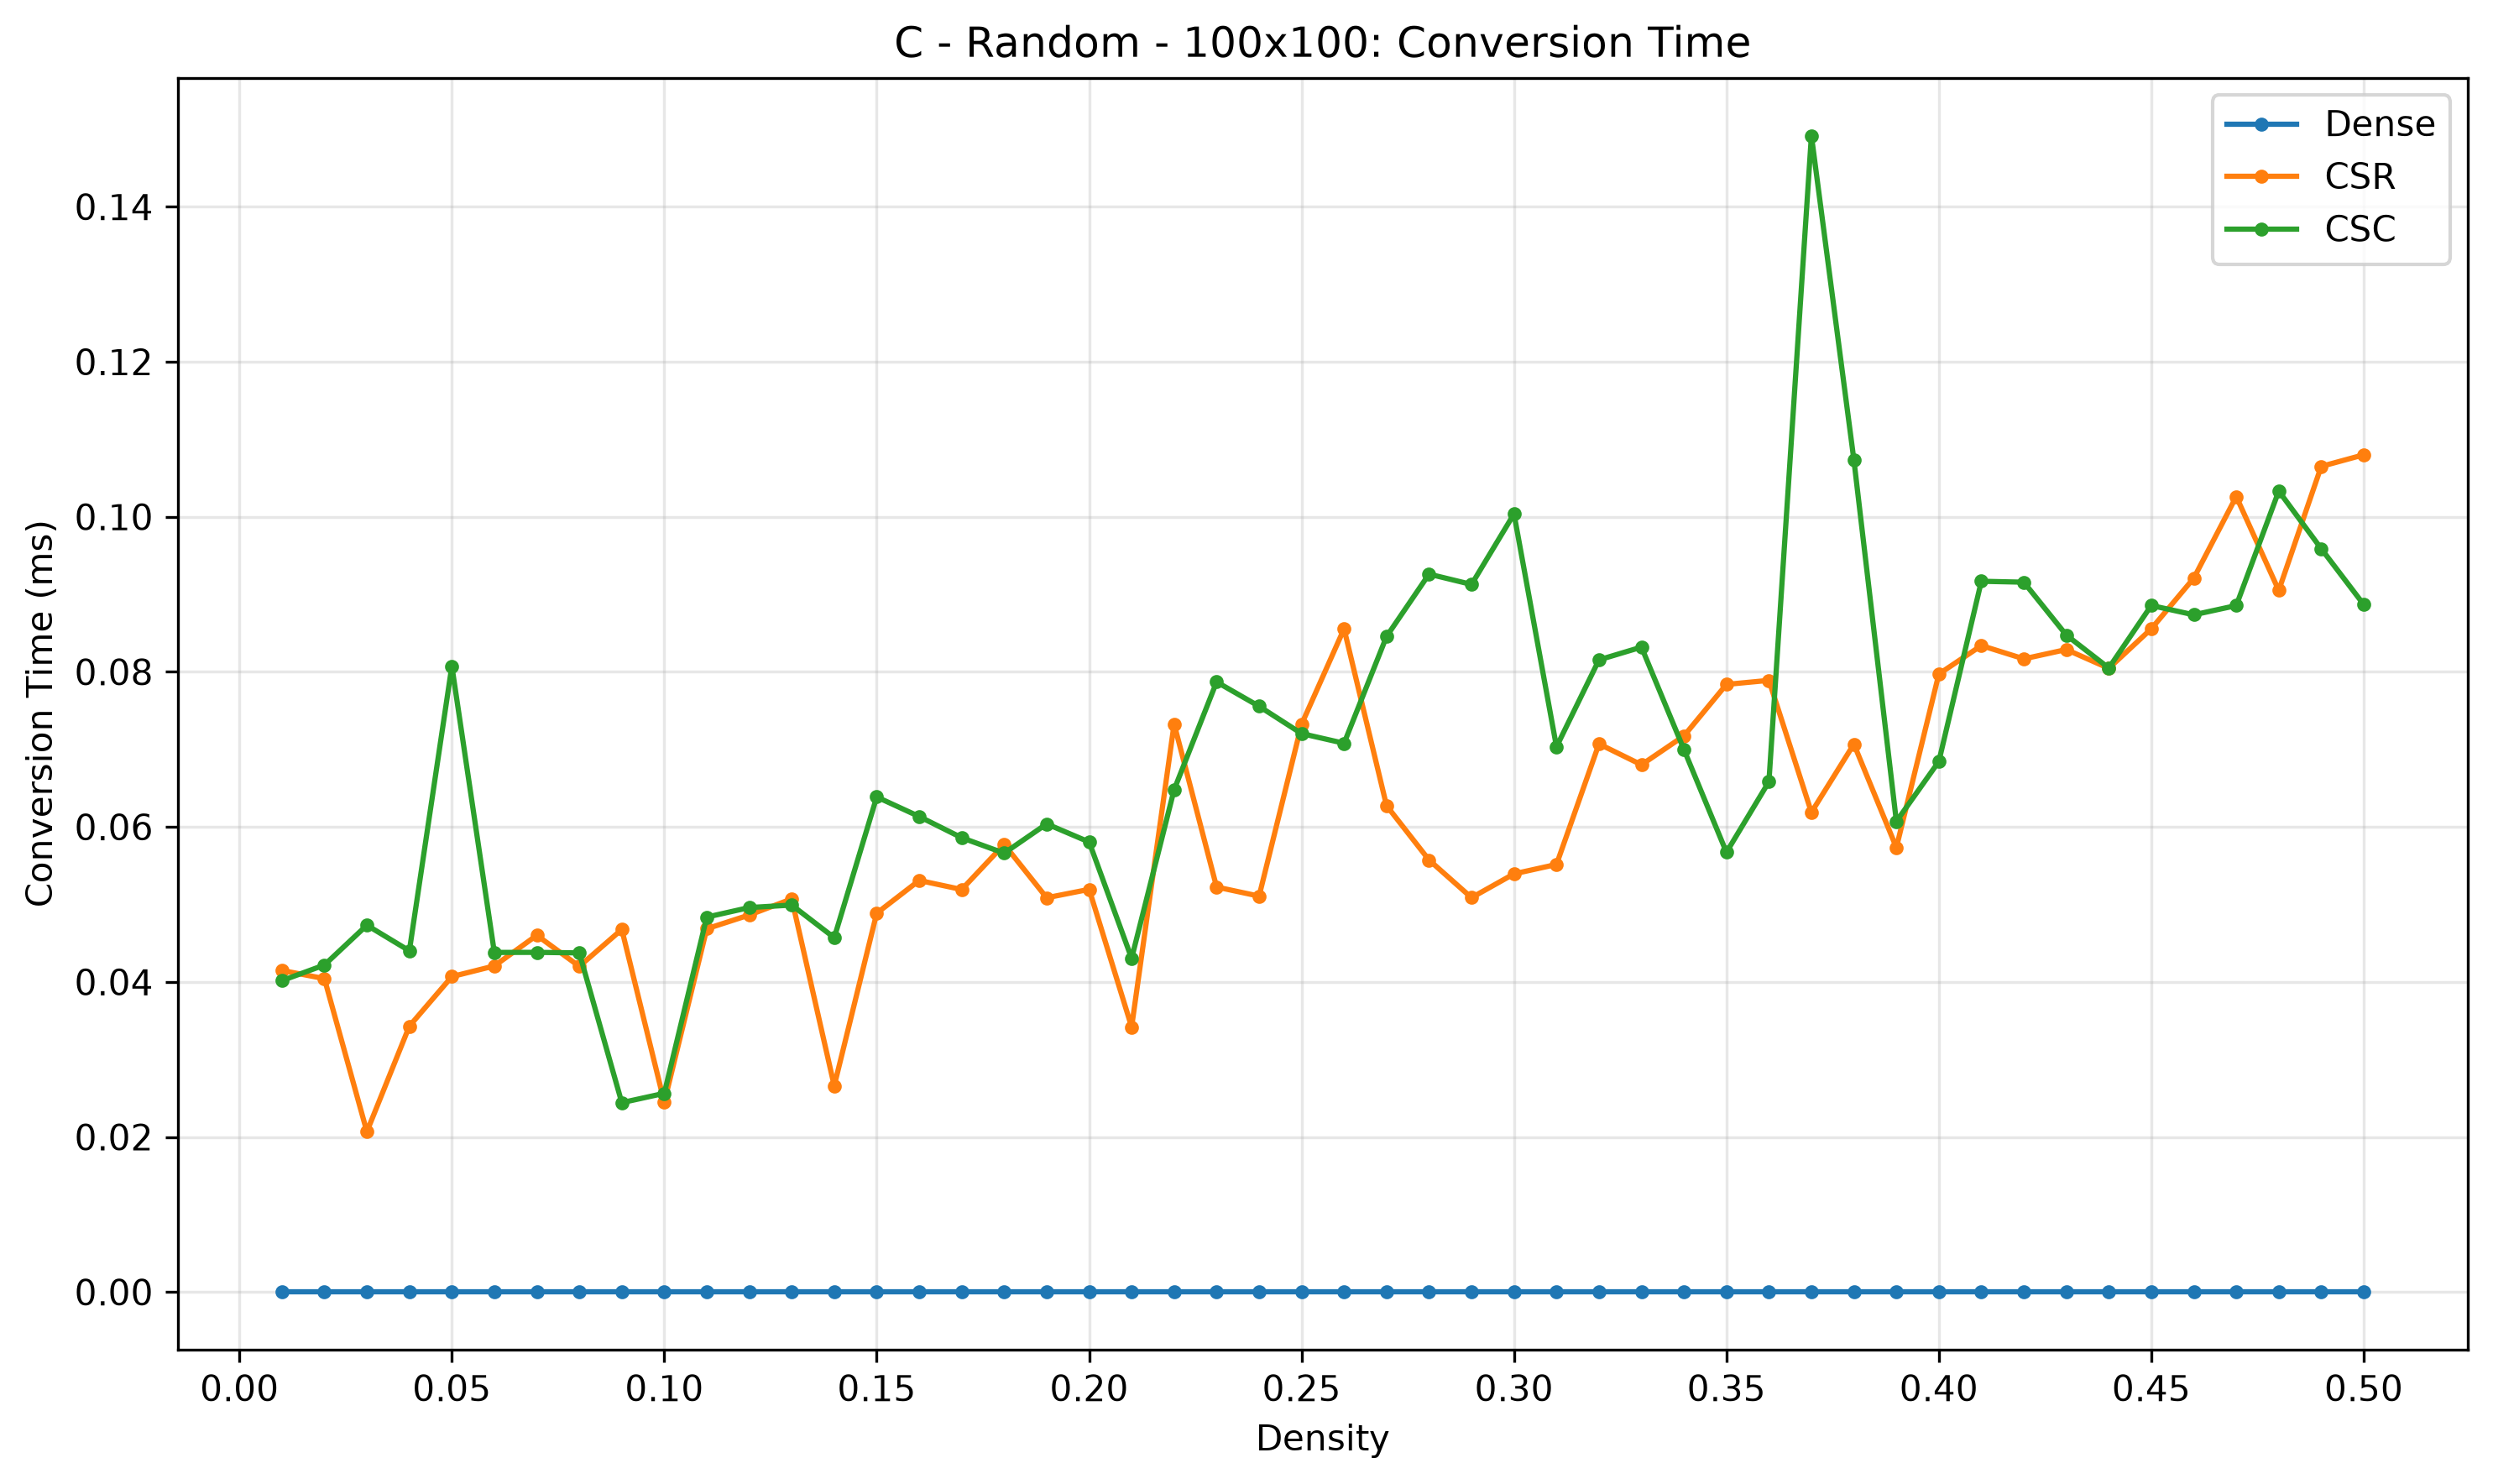 C - Random - 100x100: Conversion Time
Dense
CSR
CSC
Conversion Time (ms)
0.14
0.12
0.10
0.08
0.06
0.04
0.02
0.00
0.00 0.05 0.10 0.15 0.20 0.25 0.30 0.35 0.40 0.45 0.50
Density